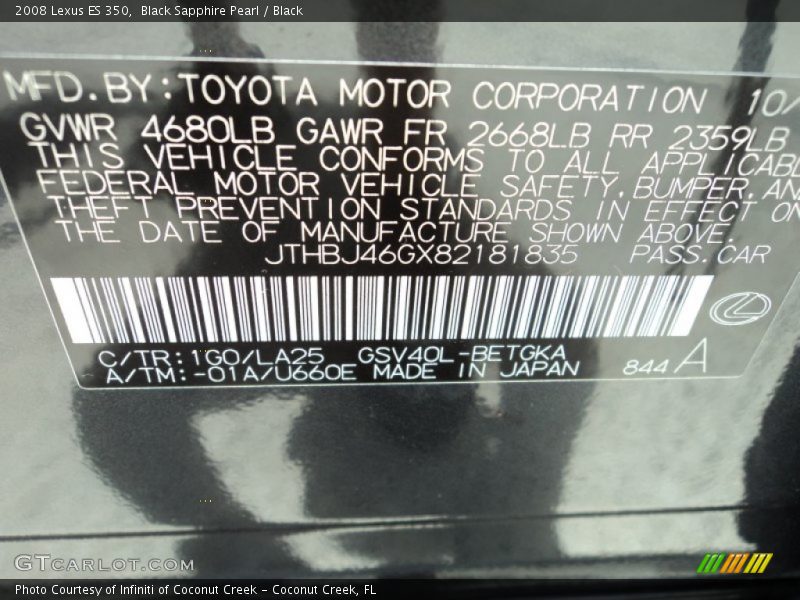 2008 Lexus ES 350,  Black Sapphire Pearl / Black
MFD. BY: TOYOTA MOTOR CORPORATION 10/
GVWR 4680LB GAWR FR 2668LB RR 2359LB
THIS VEHICLE CONFORMS TO ALL APPLICABL
FEDERAL MOTOR VEHICLE SAFETY, BUMPER, AN
THEFT PREVENTION STANDARDS IN EFFECT ON
THE DATE OF MANUFACTURE SHOWN ABOVE.
JTHBJ46GX82181835 PASS. CAR
C/TR: 1G0/LA25 GSV40L-BETGKA
A/TM: -01A/U660E MADE IN JAPAN 844 A
GTCARLOT.COM
Photo Courtesy of Infiniti of Coconut Creek – Coconut Creek, FL